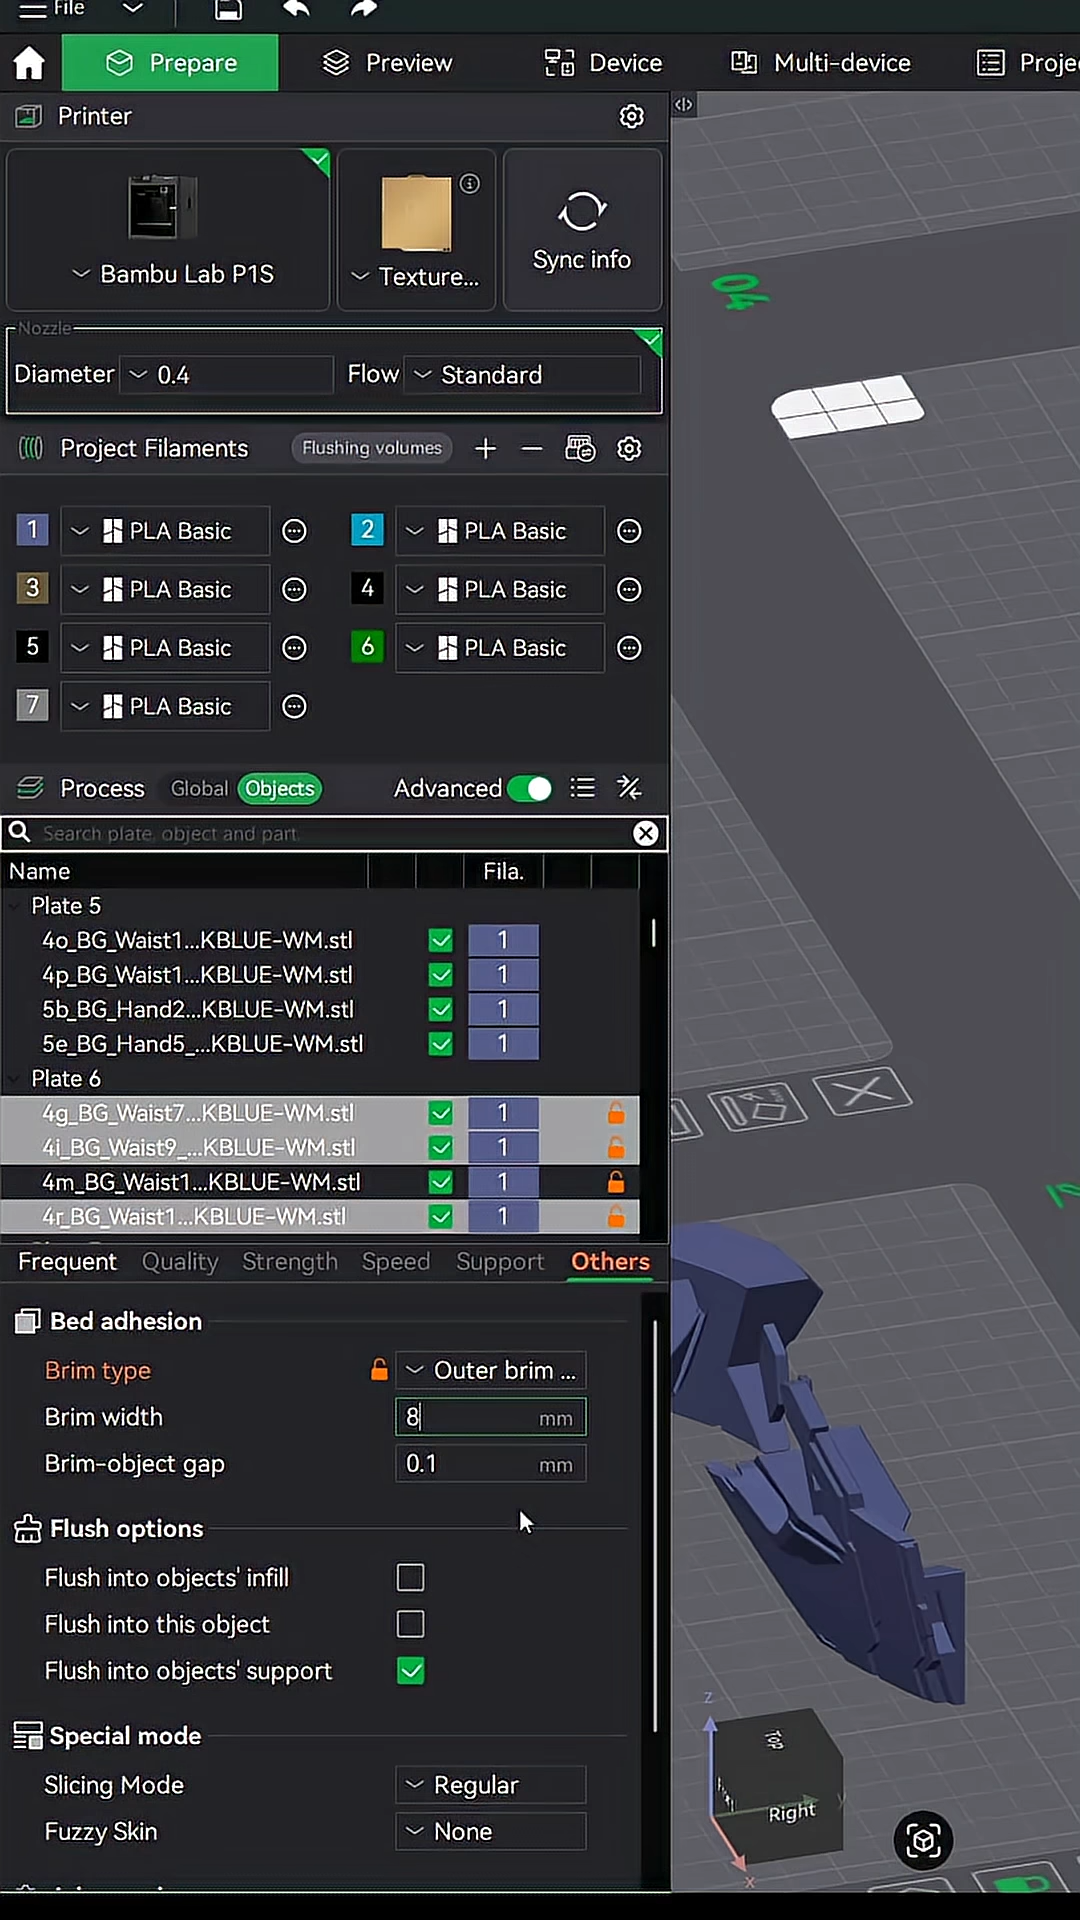 File
Prepare
Preview
Device
Multi-device
Proje
Printer
Bambu Lab P1S
Texture...
Sync info
Nozzle
Diameter 0.4 Flow Standard
Project Filaments Flushing volumes + −
1 PLA Basic 2 PLA Basic
3 PLA Basic 4 PLA Basic
5 PLA Basic 6 PLA Basic
7 PLA Basic
Process Global Objects Advanced
Search plate, object and part.
Name Fila.
Plate 5
4o_BG_Waist1...KBLUE-WM.stl 1
4p_BG_Waist1...KBLUE-WM.stl 1
5b_BG_Hand2...KBLUE-WM.stl 1
5e_BG_Hand5_...KBLUE-WM.stl 1
Plate 6
4g_BG_Waist7...KBLUE-WM.stl 1
4i_BG_Waist9_...KBLUE-WM.stl 1
4m_BG_Waist1...KBLUE-WM.stl 1
4r_BG_Waist1...KBLUE-WM.stl 1
Frequent Quality Strength Speed Support Others
Bed adhesion
Brim type Outer brim ...
Brim width 8 mm
Brim-object gap 0.1 mm
Flush options
Flush into objects' infill
Flush into this object
Flush into objects' support
Special mode
Slicing Mode Regular
Fuzzy Skin None
04
Z
TOP
Right
X